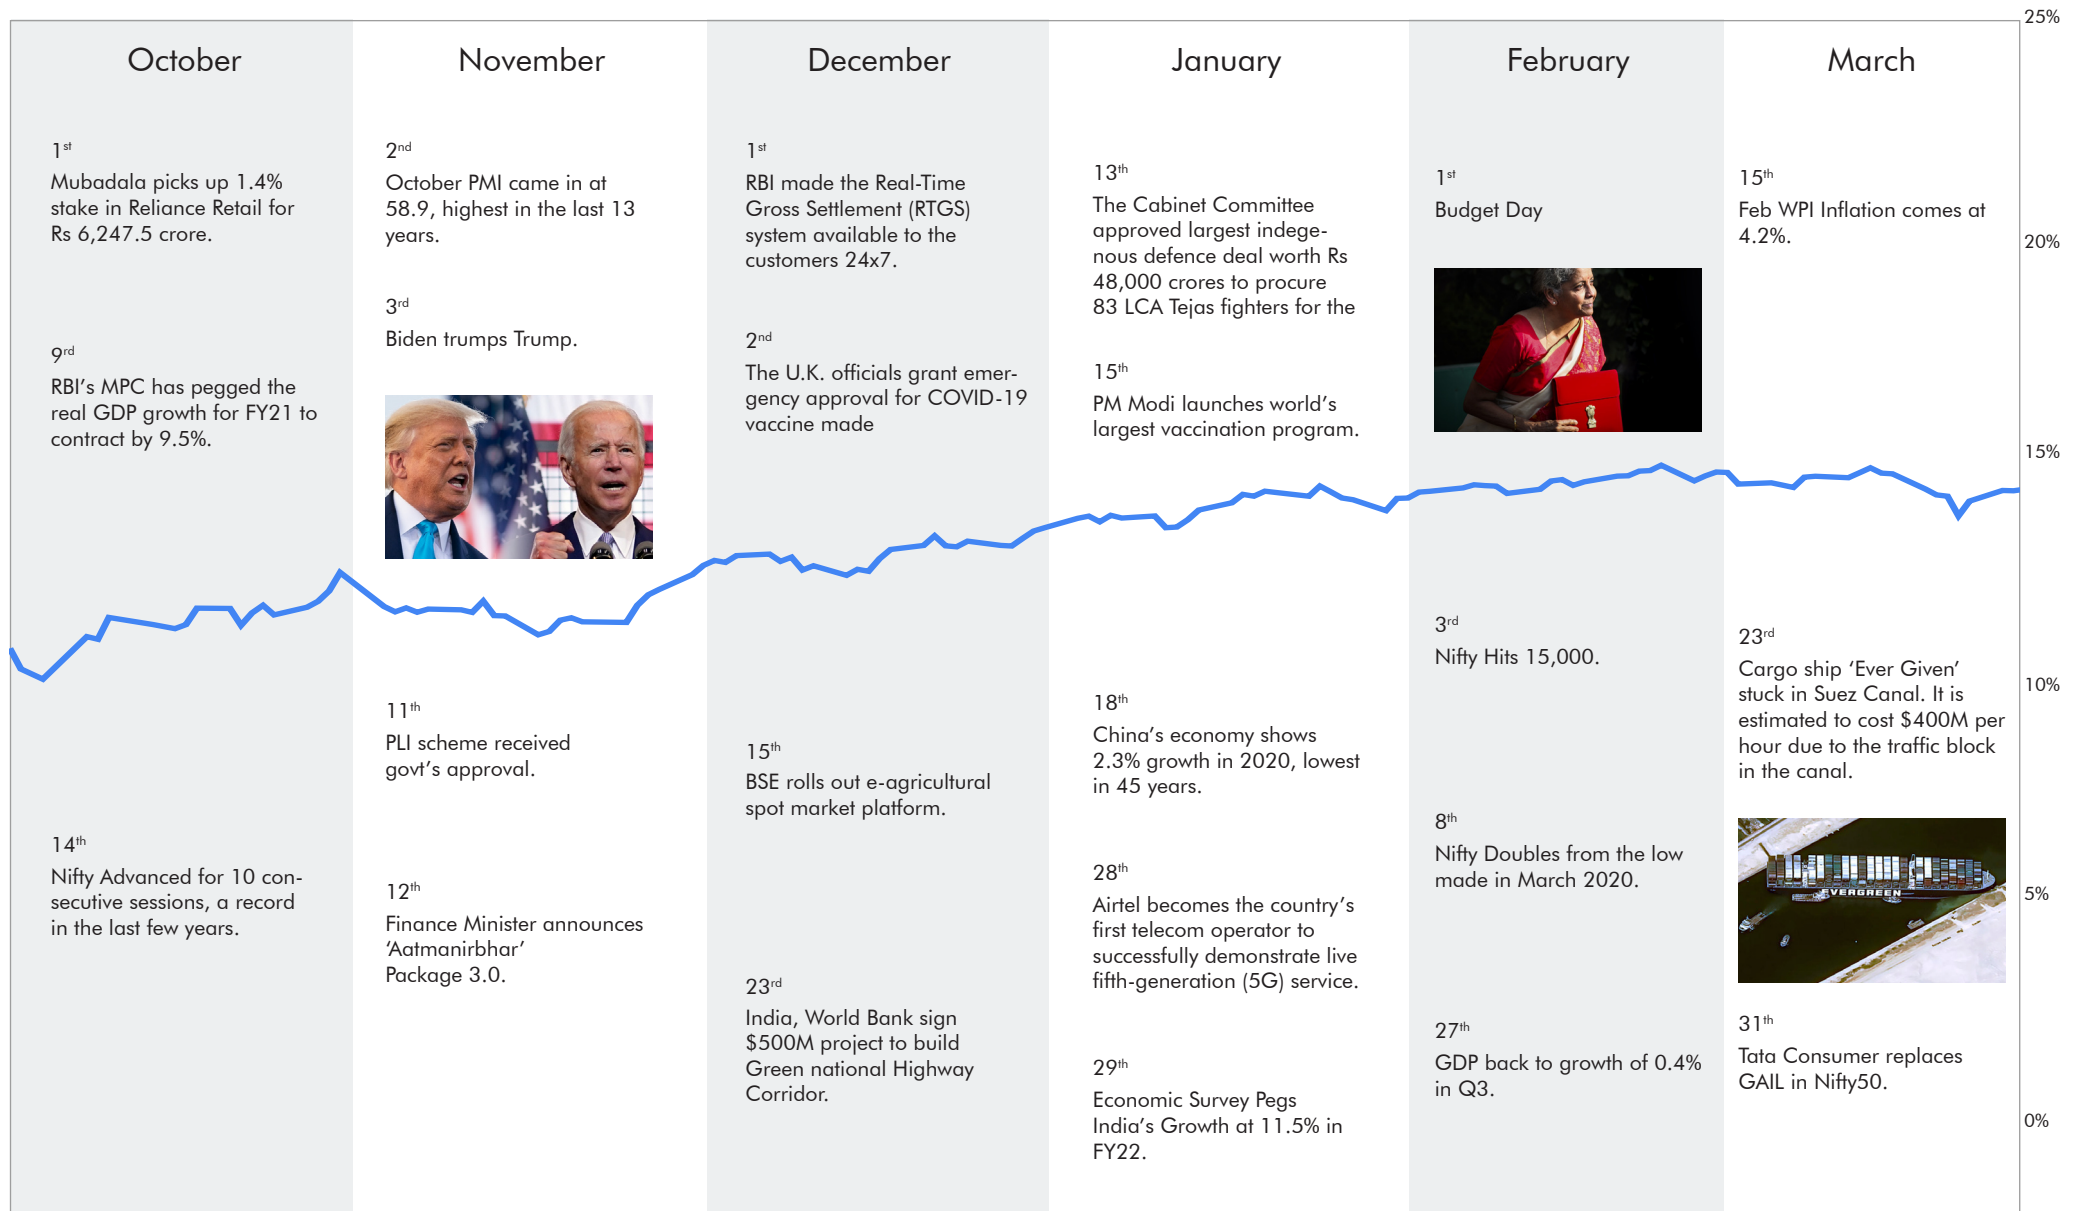 October
1st
Mubadala picks up 1.4%
stake in Reliance Retail for
Rs 6,247.5 crore.
9rd
RBI’s MPC has pegged the
real GDP growth for FY21 to
contract by 9.5%.
14th
Nifty Advanced for 10 con-
secutive sessions, a record
in the last few years.
November
2nd
October PMI came in at
58.9, highest in the last 13
years.
3rd
Biden trumps Trump.
11th
PLI scheme received
govt’s approval.
12th
Finance Minister announces
‘Aatmanirbhar’
Package 3.0.
December
1st
RBI made the Real-Time
Gross Settlement (RTGS)
system available to the
customers 24x7.
2nd
The U.K. officials grant emer-
gency approval for COVID-19
vaccine made
15th
BSE rolls out e-agricultural
spot market platform.
23rd
India, World Bank sign
$500M project to build
Green national Highway
Corridor.
January
13th
The Cabinet Committee
approved largest indege-
nous defence deal worth Rs
48,000 crores to procure
83 LCA Tejas fighters for the
15th
PM Modi launches world’s
largest vaccination program.
18th
China’s economy shows
2.3% growth in 2020, lowest
in 45 years.
28th
Airtel becomes the country’s
first telecom operator to
successfully demonstrate live
fifth-generation (5G) service.
29th
Economic Survey Pegs
India’s Growth at 11.5% in
FY22.
February
1st
Budget Day
3rd
Nifty Hits 15,000.
8th
Nifty Doubles from the low
made in March 2020.
27th
GDP back to growth of 0.4%
in Q3.
March
15th
Feb WPI Inflation comes at
4.2%.
23rd
Cargo ship ‘Ever Given’
stuck in Suez Canal. It is
estimated to cost $400M per
hour due to the traffic block
in the canal.
EVERGREEN
31th
Tata Consumer replaces
GAIL in Nifty50.
25%
20%
15%
10%
5%
0%